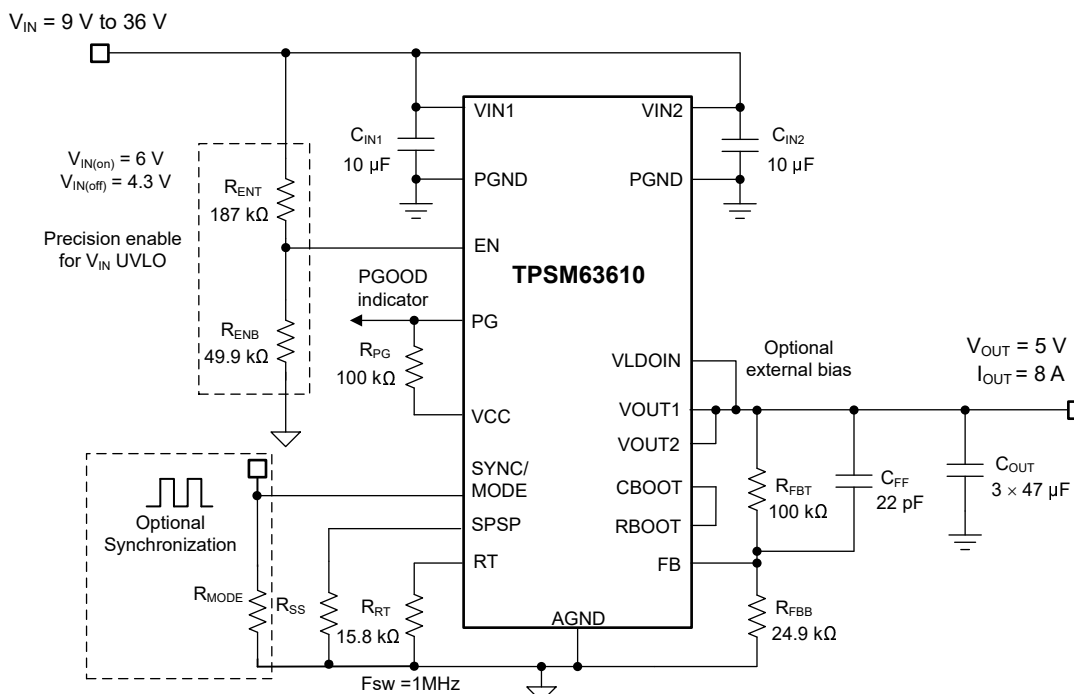 V_IN = 9 V to 36 V
VIN1
VIN2
C_IN1
10 µF
C_IN2
10 µF
PGND
PGND
V_IN(on) = 6 V
V_IN(off) = 4.3 V
R_ENT
187 kΩ
Precision enable
for V_IN UVLO
EN
TPSM63610
PGOOD
indicator
PG
R_ENB
49.9 kΩ
R_PG
100 kΩ
VCC
VLDOIN
Optional
external bias
V_OUT = 5 V
I_OUT = 8 A
VOUT1
VOUT2
SYNC/
MODE
CBOOT
RBOOT
R_FBT
100 kΩ
C_FF
22 pF
C_OUT
3 × 47 µF
Optional
Synchronization
SPSP
RT
FB
R_MODE
R_SS
R_RT
15.8 kΩ
AGND
R_FBB
24.9 kΩ
Fsw =1MHz